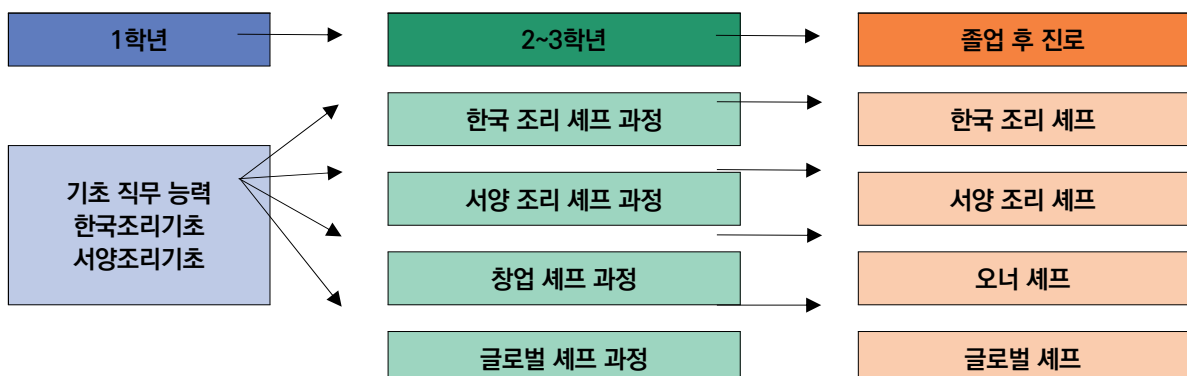 1학년
2~3학년
졸업 후 진로
기초 직무 능력
한국조리기초
서양조리기초
한국 조리 셰프 과정
한국 조리 셰프
서양 조리 셰프 과정
서양 조리 셰프
창업 셰프 과정
오너 셰프
글로벌 셰프 과정
글로벌 셰프